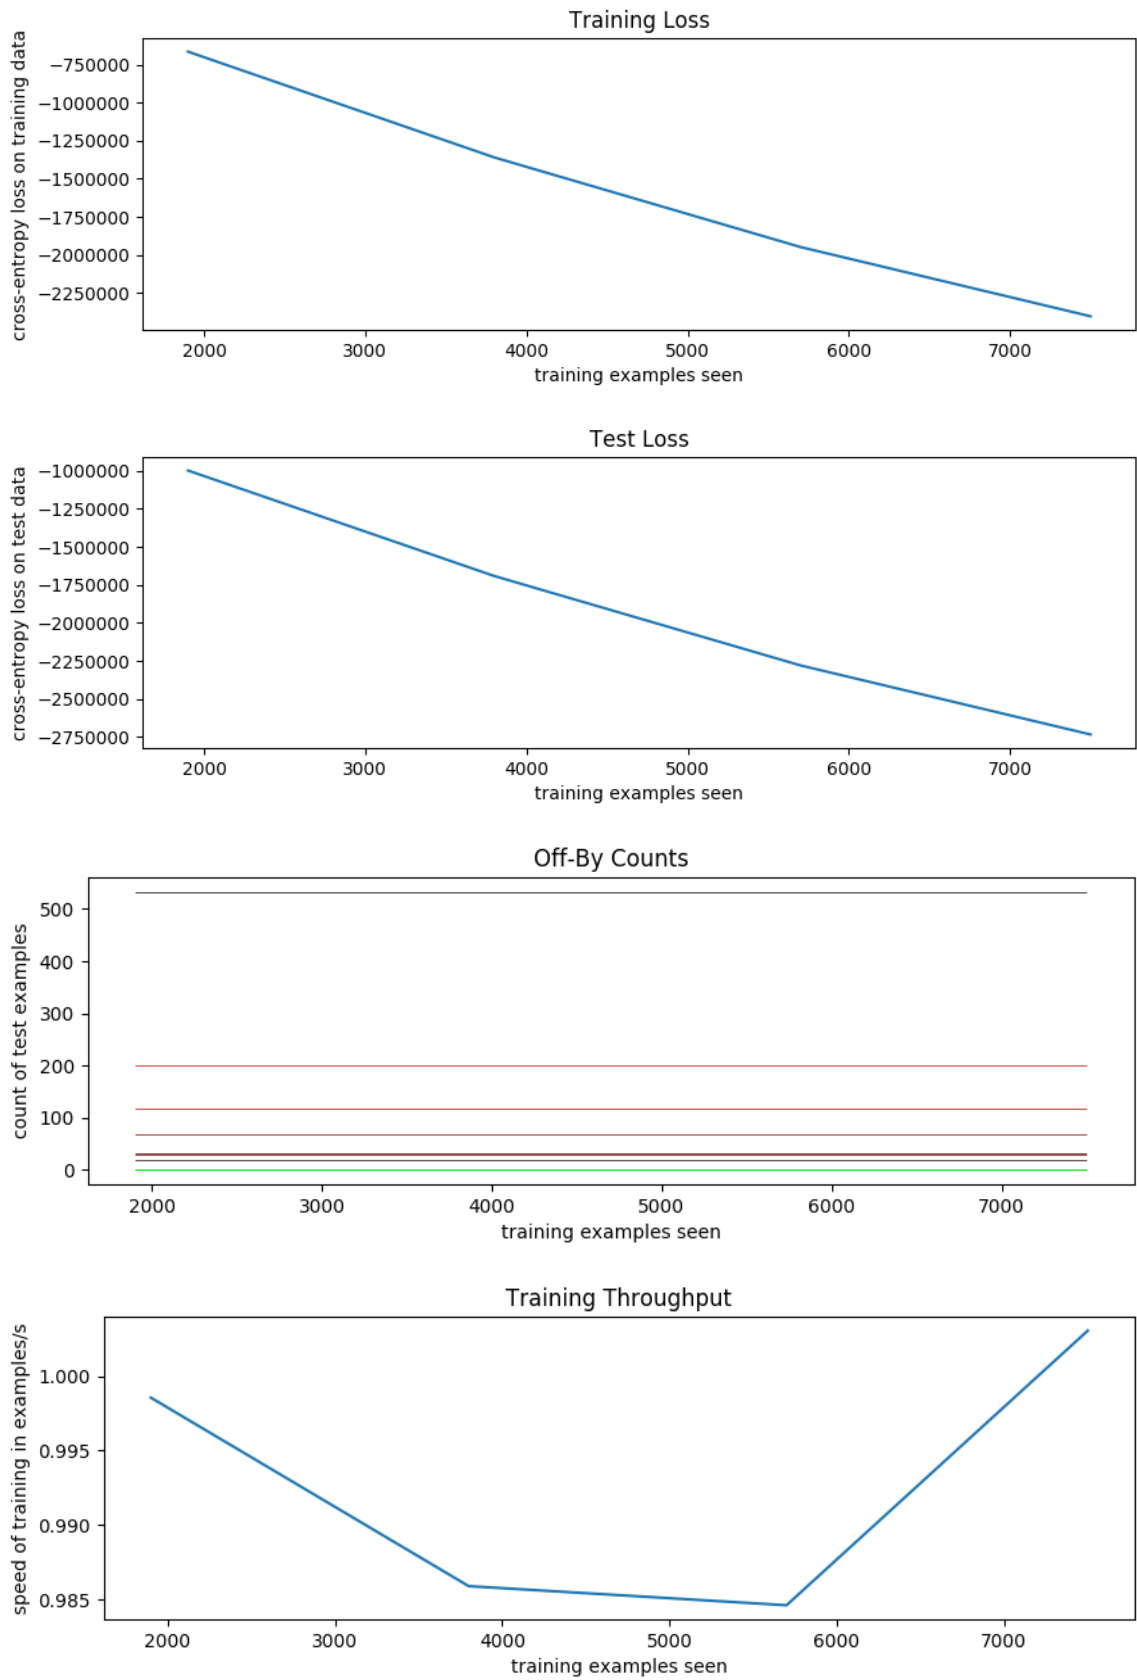 Training Loss
cross-entropy loss on training data
−750000
−1000000
−1250000
−1500000
−1750000
−2000000
−2250000
2000 3000 4000 5000 6000 7000
training examples seen
Test Loss
cross-entropy loss on test data
−1000000
−1250000
−1500000
−1750000
−2000000
−2250000
−2500000
−2750000
2000 3000 4000 5000 6000 7000
training examples seen
Off-By Counts
count of test examples
500
400
300
200
100
0
2000 3000 4000 5000 6000 7000
training examples seen
Training Throughput
speed of training in examples/s
1.000
0.995
0.990
0.985
2000 3000 4000 5000 6000 7000
training examples seen